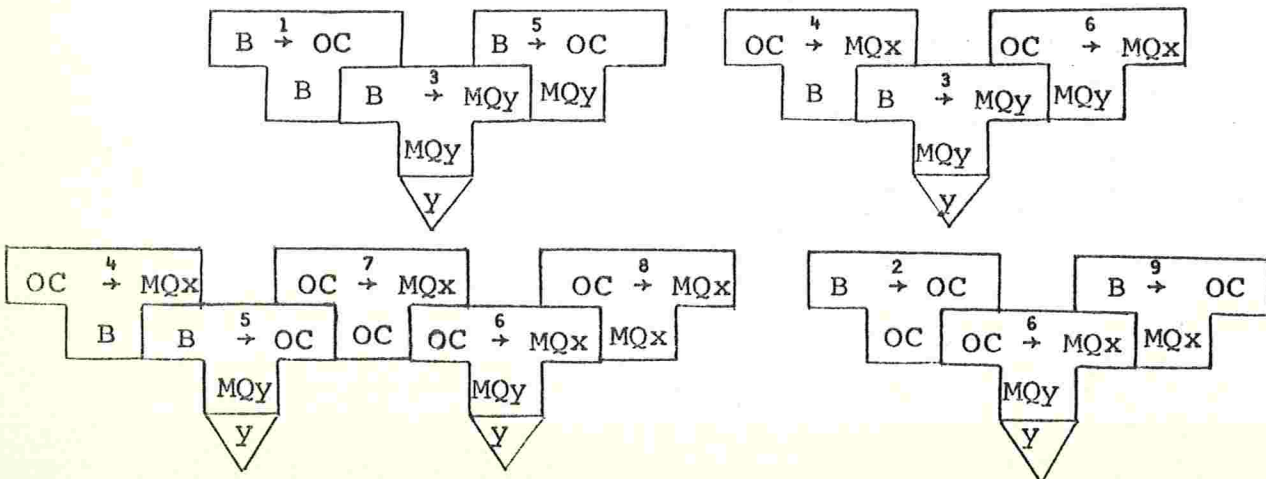 1 5 4 6
B → OC B → OC OC → MQx OC → MQx
3 3
B B → MQy MQy B B → MQy MQy
MQy MQy
y y
4 7 8 2 9
OC → MQx OC → MQx OC → MQx B → OC B → OC
5 6 6
B B → OC OC OC → MQx MQx OC OC → MQx MQx
MQy MQy MQy
y y y